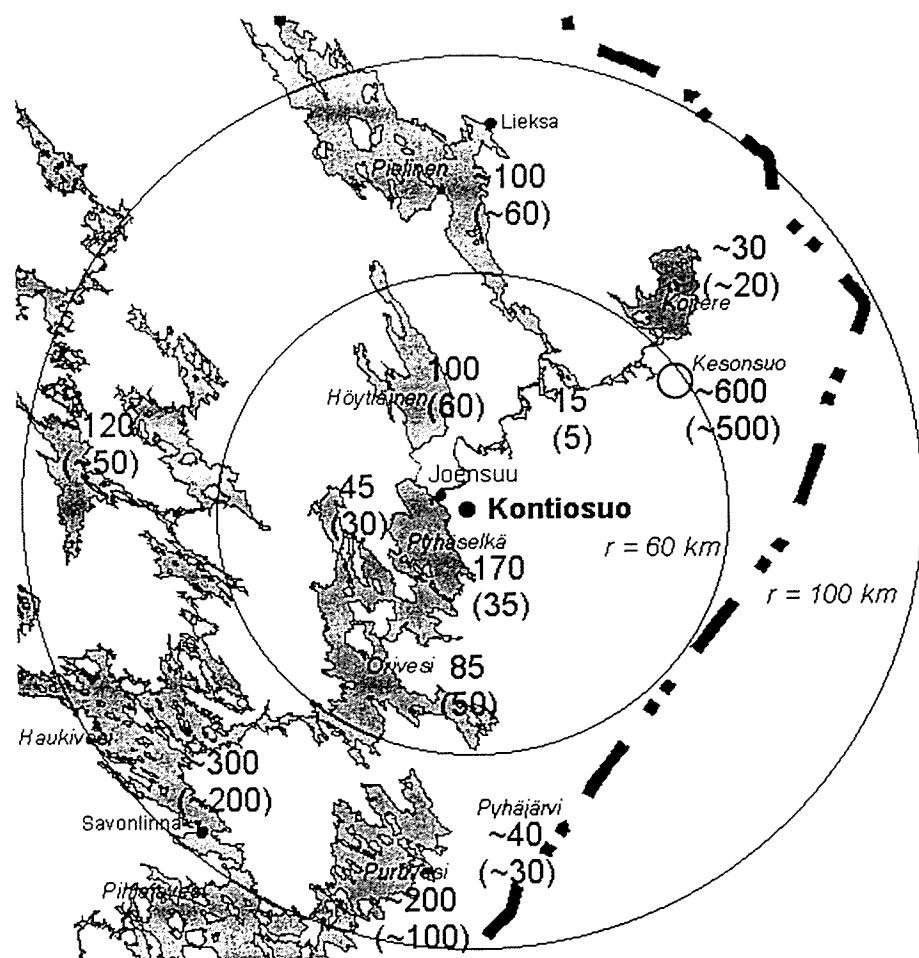 Lieksa
Pielinen
~100
(~60)
~30
(~20)
Koitere
Kesonsuo
~600
(~500)
100
Höytiäinen
(60)
15
(5)
120
(~50)
Joensuu
45
(30)
Kontiosuo
Pyhäselkä
r = 60 km
170
(35)
r = 100 km
Orivesi
85
(50)
Haukivesi
~300
(~200)
Savonlinna
Pyhäjärvi
~40
(~30)
Puruvesi
~200
(~100)
Pihlajavesi